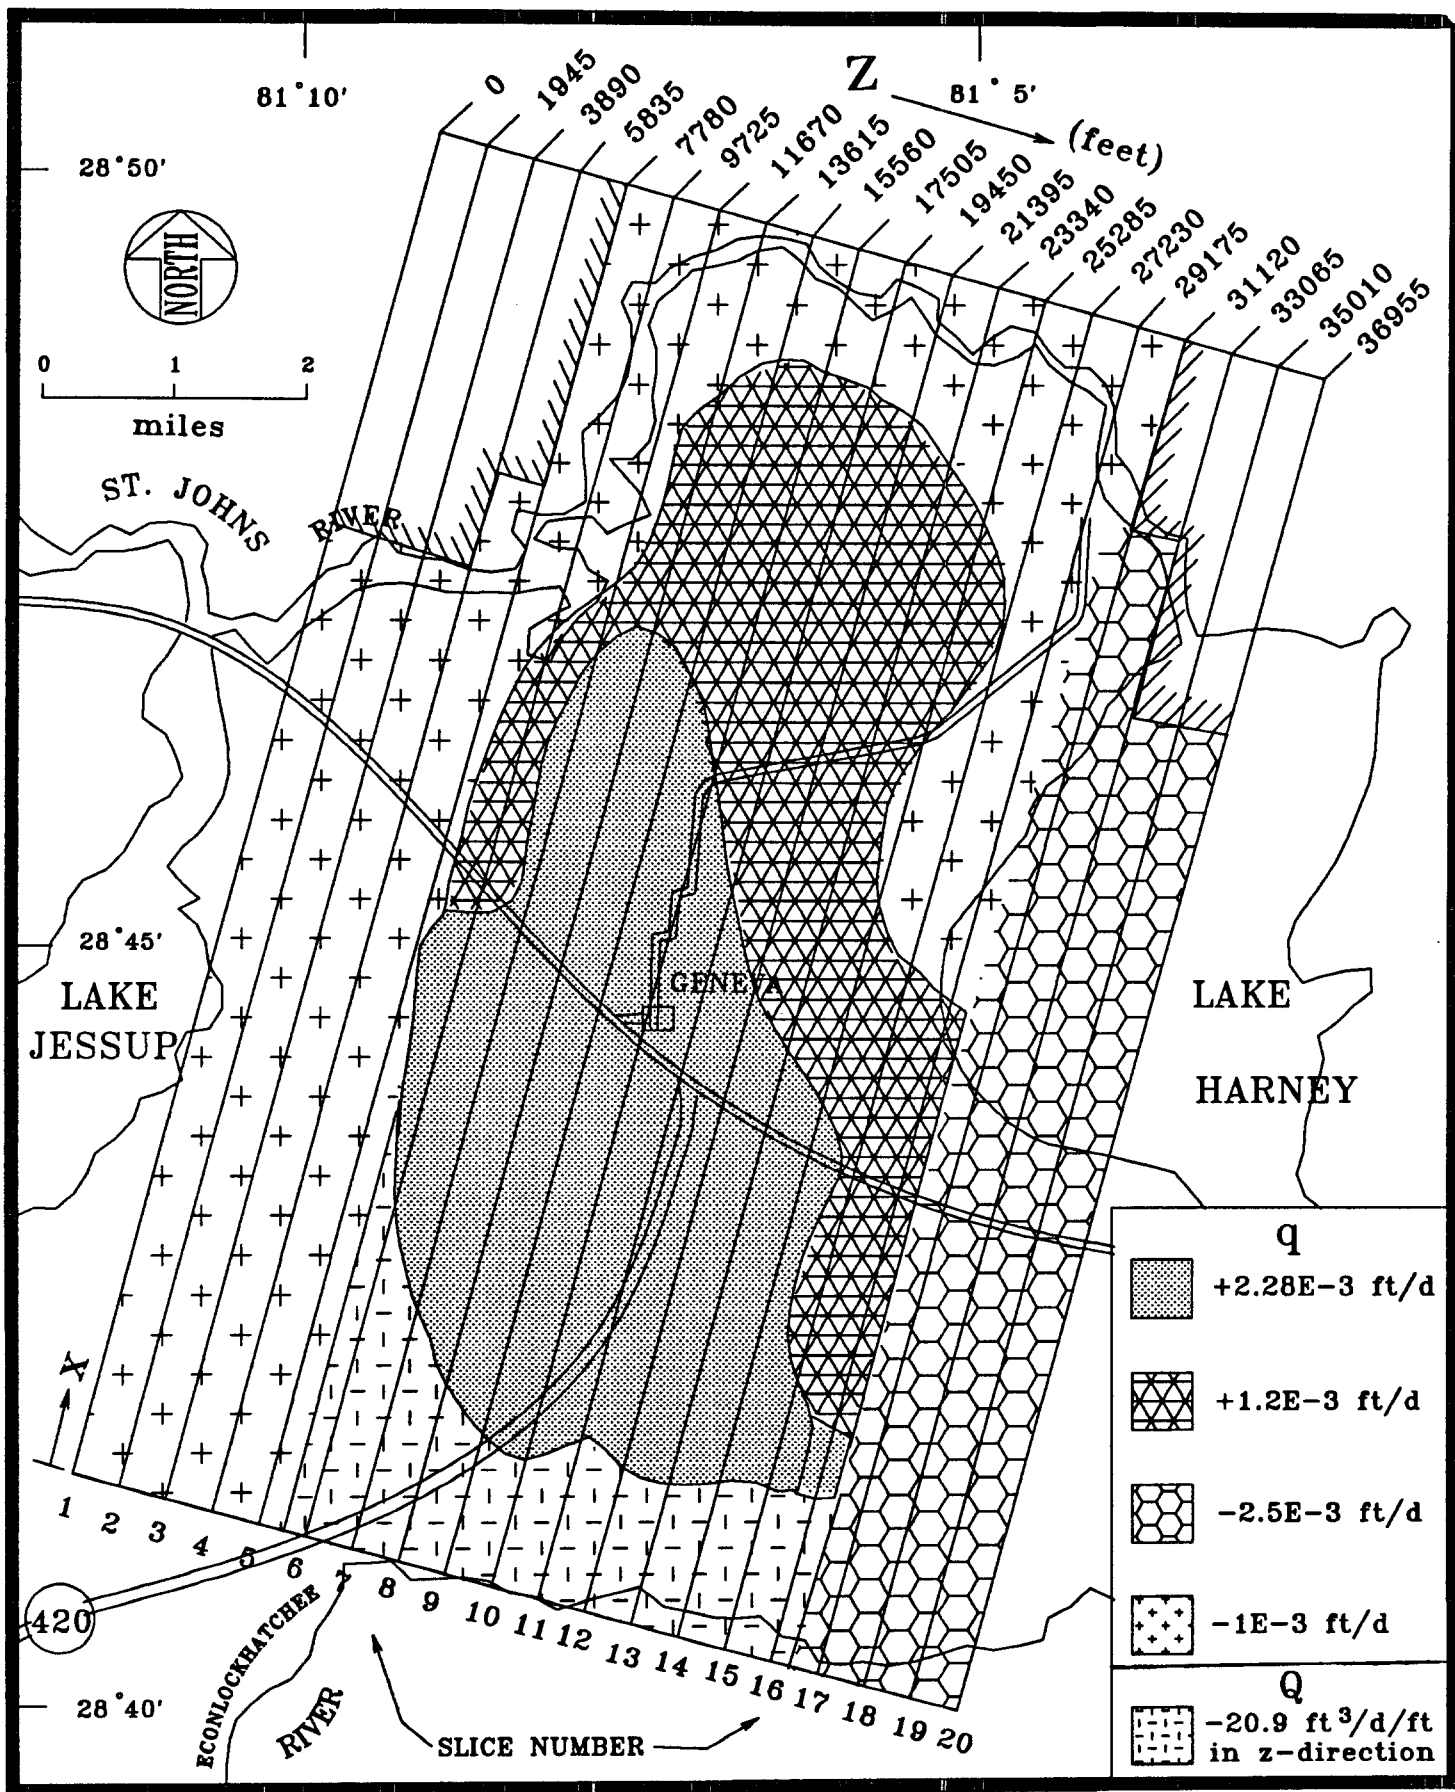 Z
(feet)
81°10'
81°5'
0
1945
3890
5835
7780
9725
11670
13615
15560
17505
19450
21395
23340
25285
27230
29175
31120
33065
35010
36955
28°50'
NORTH
0 1 2
miles
ST. JOHNS
RIVER
28°45'
LAKE
JESSUP
GENEVA
LAKE
HARNEY
X
1
2
3
4
5
6
7
8
9
10
11
12
13
14
15
16
17
18
19
20
420
ECONLOCKHATCHEE
RIVER
28°40'
SLICE NUMBER
q
+2.28E-3 ft/d
+1.2E-3 ft/d
-2.5E-3 ft/d
-1E-3 ft/d
Q
-20.9 ft³/d/ft
in z-direction